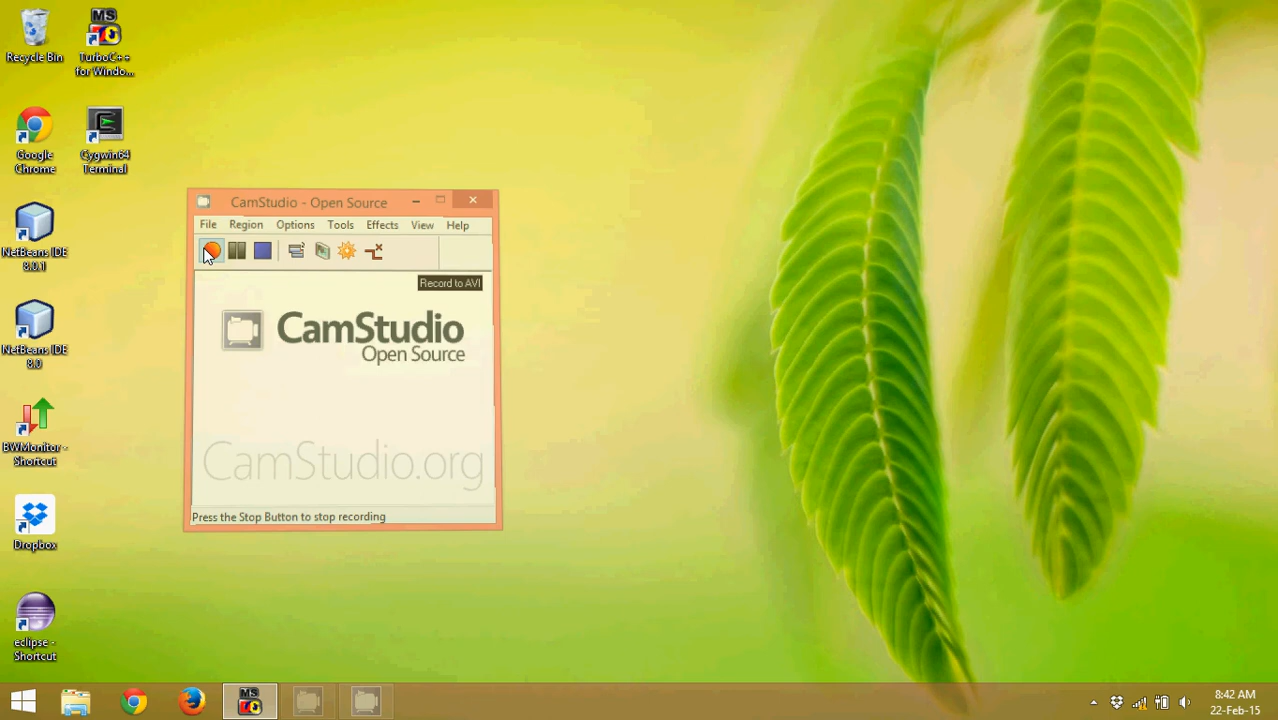 Recycle Bin
MS
TurboC++
for Windo...
Google
Chrome
Cygwin64
Terminal
NetBeans IDE
8.0.1
NetBeans IDE
8.0
BWMonitor -
Shortcut
Dropbox
eclipse -
Shortcut
CamStudio - Open Source
File Region Options Tools Effects View Help
Record to AVI
CamStudio
Open Source
CamStudio.org
Press the Stop Button to stop recording
MS
8:42 AM
22-Feb-15